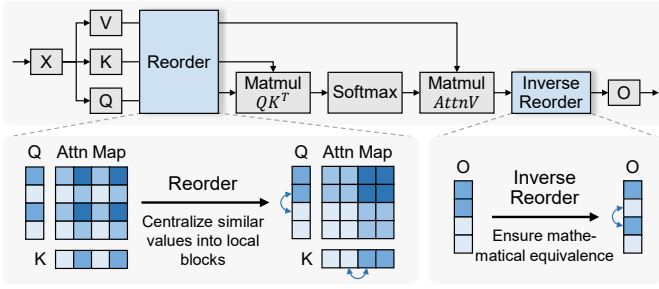 V
X
K
Q
Reorder
Matmul
QKᵀ
Softmax
Matmul
AttnV
Inverse
Reorder
O
Q
Attn Map
K
Reorder
Centralize similar
values into local
blocks
Q
Attn Map
K
O
Inverse
Reorder
Ensure mathe-
matical equivalence
O